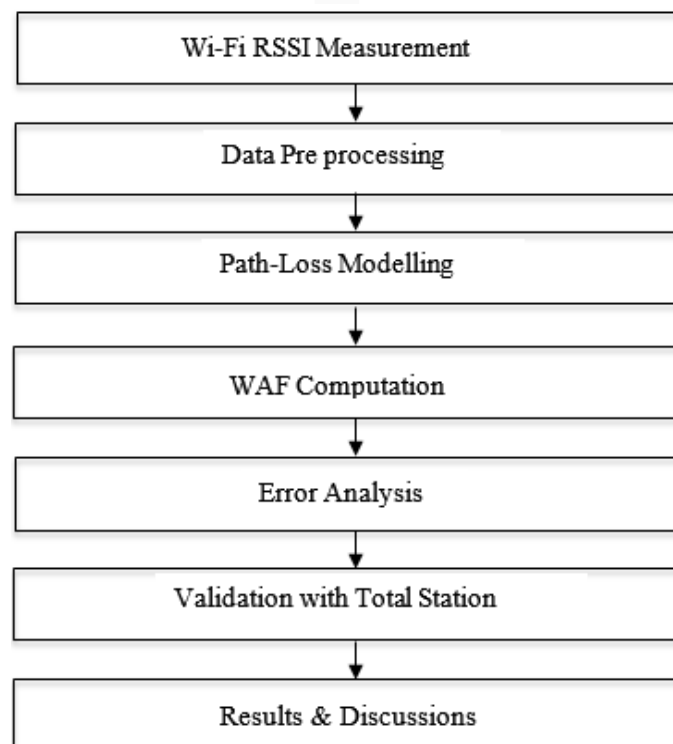 Wi-Fi RSSI Measurement
Data Pre processing
Path-Loss Modelling
WAF Computation
Error Analysis
Validation with Total Station
Results & Discussions